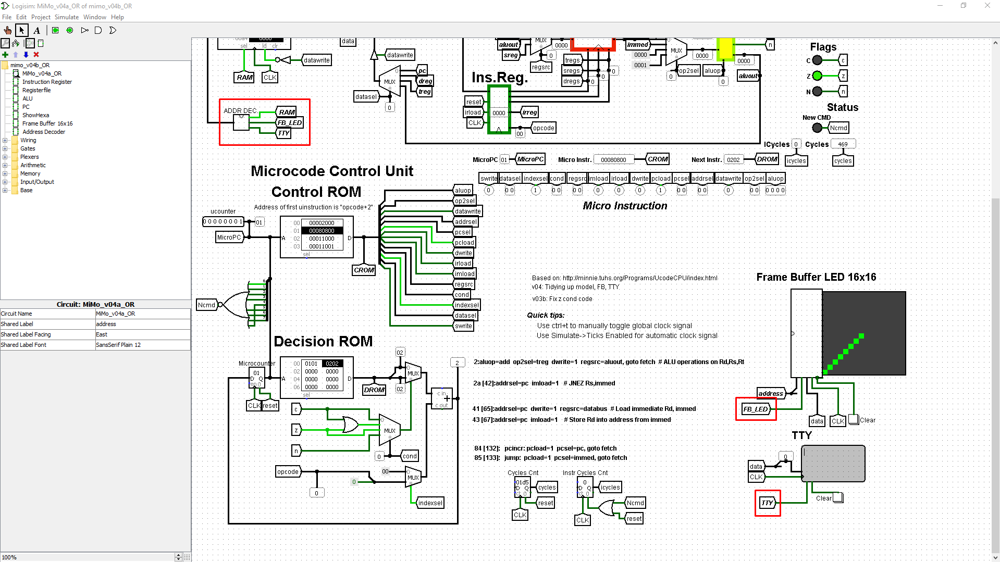 Logisim: MiMo_v04a_OR of mimo_v04b_OR
File Edit Project Simulate Window Help
A
mimo_v04b_OR
MiMo_v04a_OR
Instruction Register
Registerfile
ALU
PC
ShowHexa
Frame Buffer 16x16
Address Decoder
Wiring
Gates
Plexers
Arithmetic
Memory
Input/Output
Base
Circuit: MiMo_v04a_OR
Circuit Name MiMo_v04a_OR
Shared Label address
Shared Label Facing East
Shared Label Font SansSerif Plain 12
100%
sel ld clr
datawrite
RAM
CLK
data
datawrite
MUX
pc
dreg
treg
datasel
0
ADDR DEC.
RAM
FB_LED
TTY
aluout
sreg
MUX
0000
0
regsrc
tregs
sregs
dregs
0
0
0
immed
0000
0001
MUX
0000
0
op2sel
aluop
0
n
0000
aluout
Ins.Reg.
reset
irload
CLK
0000
irreg
opcode
00
Flags
C c
Z z
N n
Status
New CMD
Ncmd
ICycles 0 Cycles 469
icycles cycles
MicroPC 01 MicroPC Micro Instr. 00080800 CROM Next Instr. 0202 DROM
swrite datasel indexsel cond regsrc imload irload dwrite pcload pcsel addrsel datawrite op2sel aluop
0 0 0 1 0 0 0 0 0 0 0 1 0 0 0 0 0 0 0 0 0 0 0
Micro Instruction
Microcode Control Unit
Control ROM
Address of first uinstruction is "opcode+2"
ucounter
0 0 0 0 0 0 0 1
01
MicroPC
A
00 00002000
01 00080800
02 00011000
03 00011001
D
sel
CROM
aluop
op2sel
datawrite
addrsel
pcsel
pcload
dwrite
irload
imload
regsrc
cond
indexsel
datasel
swrite
Ncmd
Based on: http://minnie.tuhs.org/Programs/UcodeCPU/index.html
v04: Tidying up model, FB, TTY
v03b: Fix z cond code
Quick tips:
Use ctrl+t to manually toggle global clock signal
Use Simulate->Ticks Enabled for automatic clock signal
Frame Buffer LED 16x16
address
FB_LED
data
CLK
Clear
Decision ROM
Microcounter
01
D Q
en 0
CLK
reset
A
00 0101 0202
02 0000 0000
04 0000 0000
06 0000 0000
D
sel
DROM
02
02
0
MUX
2
c in
+
c out
c
z
n
0
MUX
0
cond
opcode
0
00
0
0
MUX
indexsel
2:aluop=add op2sel=treg dwrite=1 regsrc=aluout, goto fetch # ALU operations on Rd,Rs,Rt
2a [42]:addrsel=pc imload=1 # JNEZ Rs,immed
41 [65]:addrsel=pc dwrite=1 regsrc=databus # Load immediate Rd, immed
43 [67]:addrsel=pc imload=1 # Store Rd into address from immed
84 [132]: pcincr: pcload=1 pcsel=pc, goto fetch
85 [133]: jump: pcload=1 pcsel=immed, goto fetch
Cycles Cnt
01d5
D Q
ct 0
cycles
reset
CLK
Instr Cycles Cnt
0
D Q
ct 0
icycles
Ncmd
reset
CLK
TTY
0
data
CLK
TTY
Clear